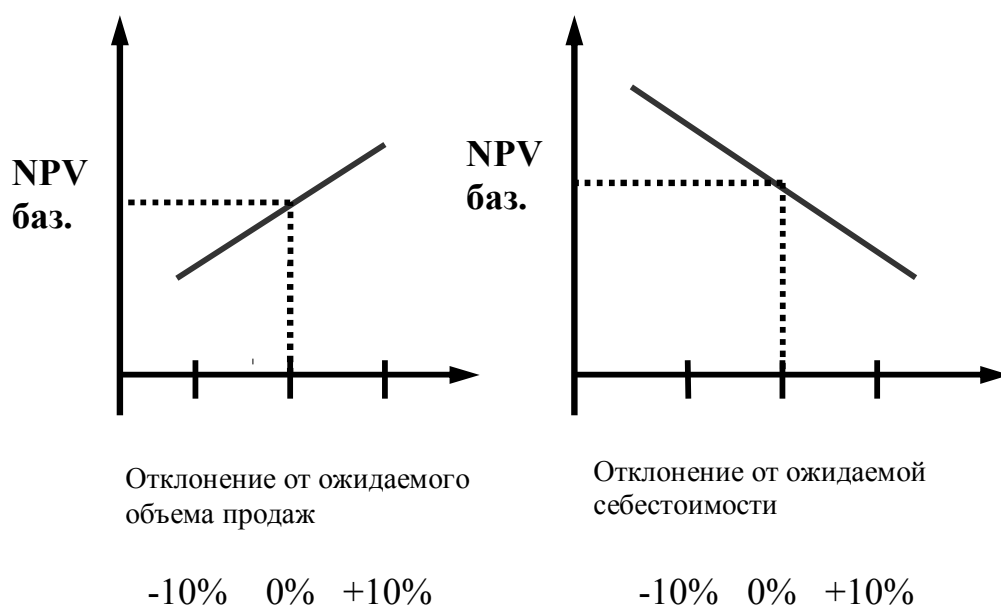 NPV
баз.
NPV
баз.
Отклонение от ожидаемого
объема продаж
Отклонение от ожидаемой
себестоимости
-10% 0% +10%
-10% 0% +10%